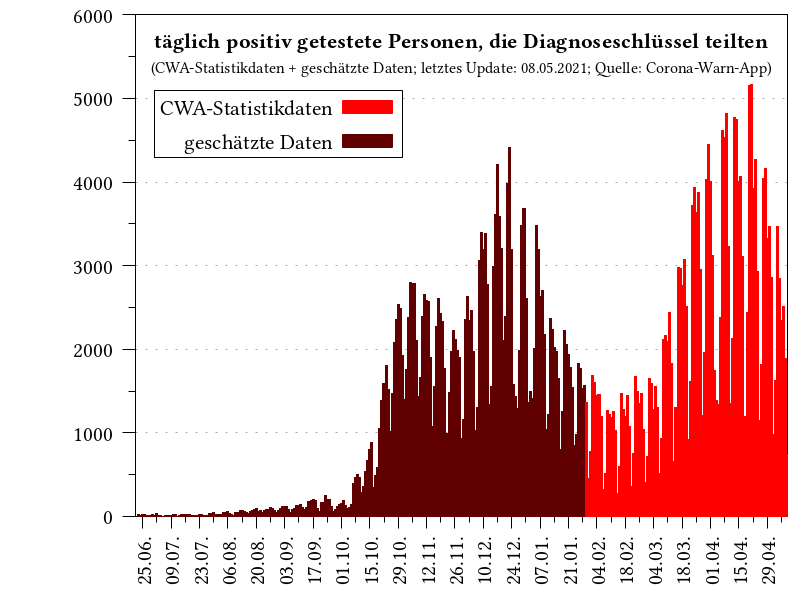 täglich positiv getestete Personen, die Diagnoseschlüssel teilten
(CWA-Statistikdaten + geschätzte Daten; letztes Update: 08.05.2021; Quelle: Corona-Warn-App)
CWA-Statistikdaten
geschätzte Daten
6000
5000
4000
3000
2000
1000
0
25.06. 09.07. 23.07. 06.08. 20.08. 03.09. 17.09. 01.10. 15.10. 29.10. 12.11. 26.11. 10.12. 24.12. 07.01. 21.01. 04.02. 18.02. 04.03. 18.03. 01.04. 15.04. 29.04.